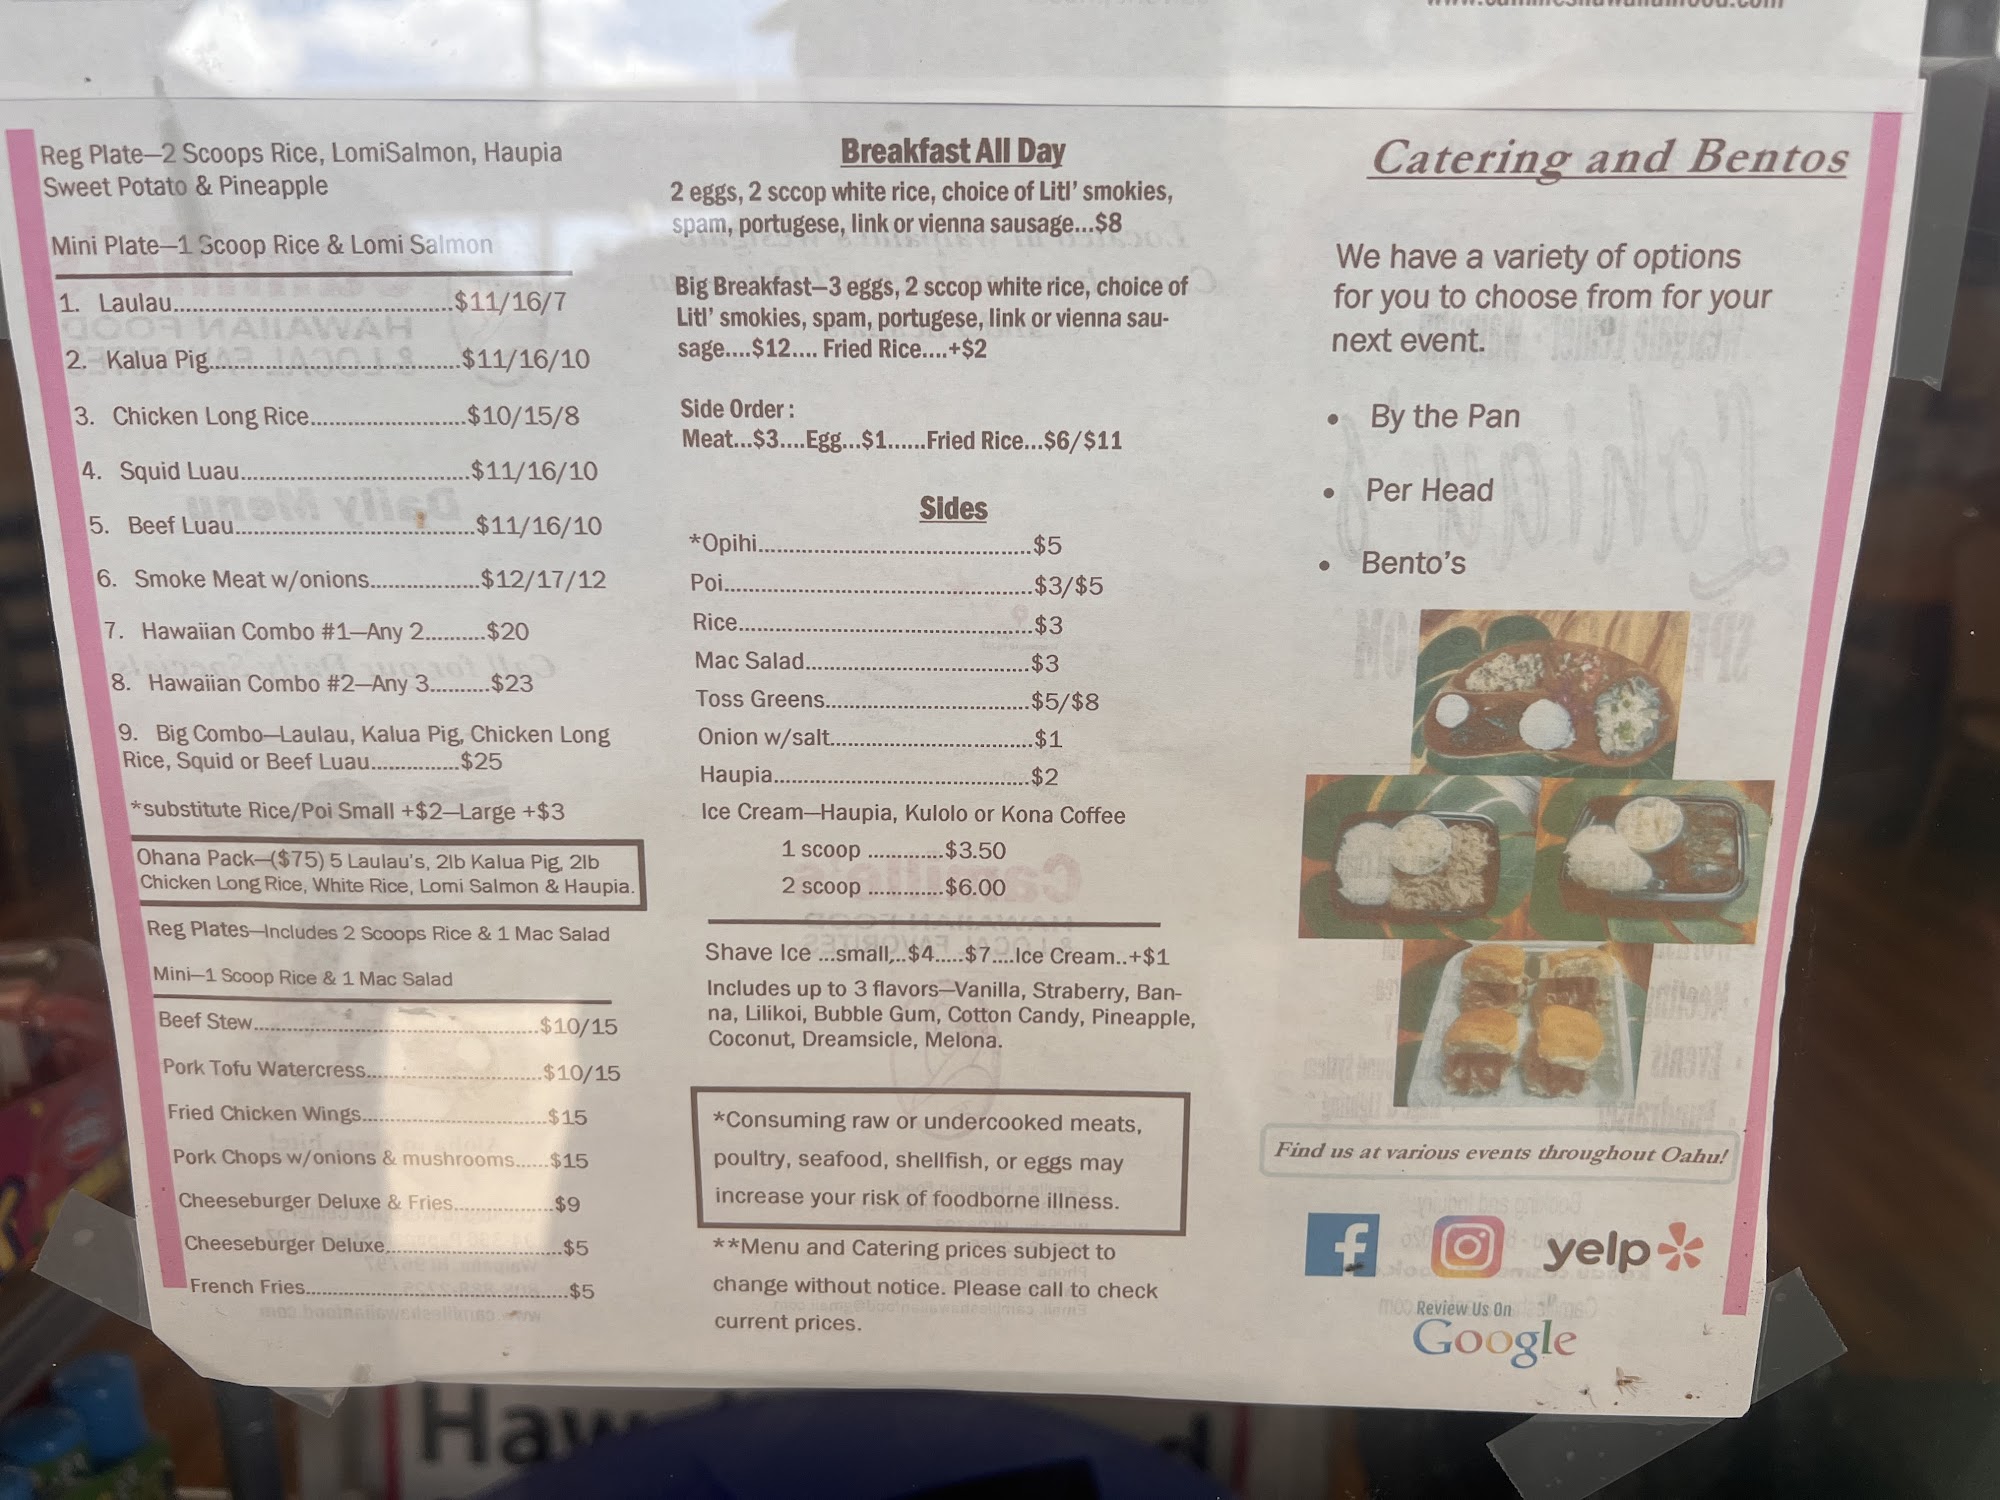 Reg Plate—2 Scoops Rice, LomiSalmon, Haupia
Sweet Potato & Pineapple
Mini Plate—1 Scoop Rice & Lomi Salmon
1. Laulau.....................................$11/16/7
2. Kalua Pig.................................$11/16/10
3. Chicken Long Rice.....................$10/15/8
4. Squid Luau...............................$11/16/10
5. Beef Luau................................$11/16/10
6. Smoke Meat w/onions...............$12/17/12
7. Hawaiian Combo #1—Any 2..........$20
8. Hawaiian Combo #2—Any 3..........$23
9. Big Combo—Laulau, Kalua Pig, Chicken Long
Rice, Squid or Beef Luau...............$25
*substitute Rice/Poi Small +$2—Large +$3
Ohana Pack—($75) 5 Laulau's, 2lb Kalua Pig, 2lb
Chicken Long Rice, White Rice, Lomi Salmon & Haupia.
Reg Plates—Includes 2 Scoops Rice & 1 Mac Salad
Mini—1 Scoop Rice & 1 Mac Salad
Beef Stew.......................................$10/15
Pork Tofu Watercress........................$10/15
Fried Chicken Wings..........................$15
Pork Chops w/onions & mushrooms......$15
Cheeseburger Deluxe & Fries...............$9
Cheeseburger Deluxe.........................$5
French Fries.....................................$5
Breakfast All Day
2 eggs, 2 sccop white rice, choice of Litl' smokies,
spam, portugese, link or vienna sausage...$8
Big Breakfast—3 eggs, 2 sccop white rice, choice of
Litl' smokies, spam, portugese, link or vienna sau-
sage....$12.... Fried Rice....+$2
Side Order :
Meat...$3....Egg...$1......Fried Rice...$6/$11
Sides
*Opihi.......................................$5
Poi............................................$3/$5
Rice..........................................$3
Mac Salad................................$3
Toss Greens.............................$5/$8
Onion w/salt.............................$1
Haupia.....................................$2
Ice Cream—Haupia, Kulolo or Kona Coffee
1 scoop ............$3.50
2 scoop ............$6.00
Shave Ice ...small,..$4.....$7....Ice Cream..+$1
Includes up to 3 flavors—Vanilla, Straberry, Ban-
na, Lilikoi, Bubble Gum, Cotton Candy, Pineapple,
Coconut, Dreamsicle, Melona.
*Consuming raw or undercooked meats,
poultry, seafood, shellfish, or eggs may
increase your risk of foodborne illness.
**Menu and Catering prices subject to
change without notice. Please call to check
current prices.
Catering and Bentos
We have a variety of options
for you to choose from for your
next event.
• By the Pan
• Per Head
• Bento's
Find us at various events throughout Oahu!
f
yelp
Review Us On
Google